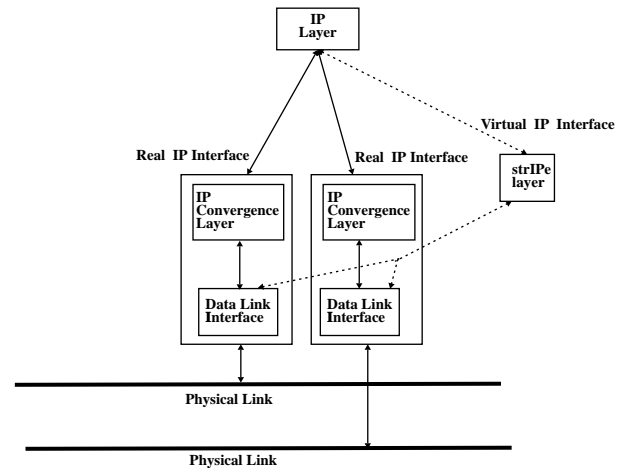 IP
Layer
Virtual IP Interface
Real IP Interface
Real IP Interface
strIPe
layer
IP
Convergence
Layer
IP
Convergence
Layer
Data Link
Interface
Data Link
Interface
Physical Link
Physical Link